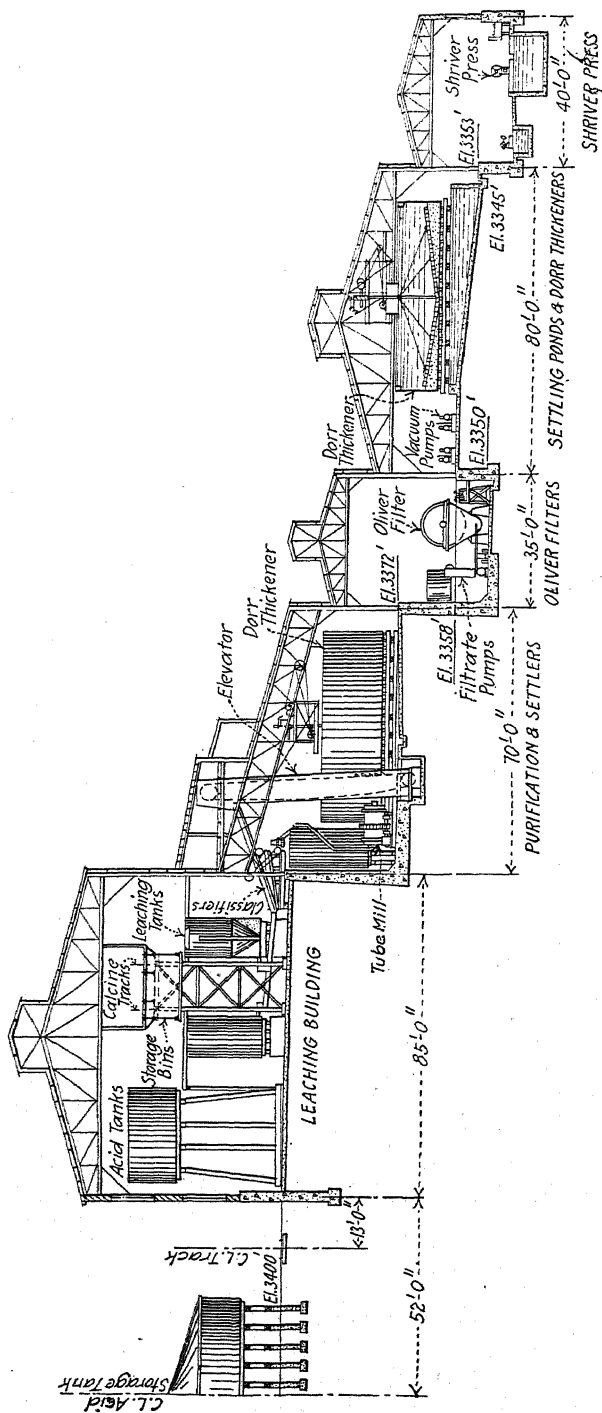 C.L. Acid
Storage Tank
El.3400
C.L. Track
13'-0"
52'-0"
Acid Tanks
Storage
Bins
Calcine
Tracks
Leaching
Tanks
Classifiers
LEACHING BUILDING
85'-0"
Tube Mill
Elevator
Dorr
Thickener
70'-0"
PURIFICATION & SETTLERS
El.3372'
El.3358'
Filtrate
Pumps
Oliver
Filter
35'-0"
OLIVER FILTERS
El.3350'
Dorr
Thickener
Vacuum
Pumps
80'-0"
SETTLING PONDS & DORR THICKENERS
El.3345'
El.3353'
Shriver
Press
40'-0"
SHRIVER PRESS